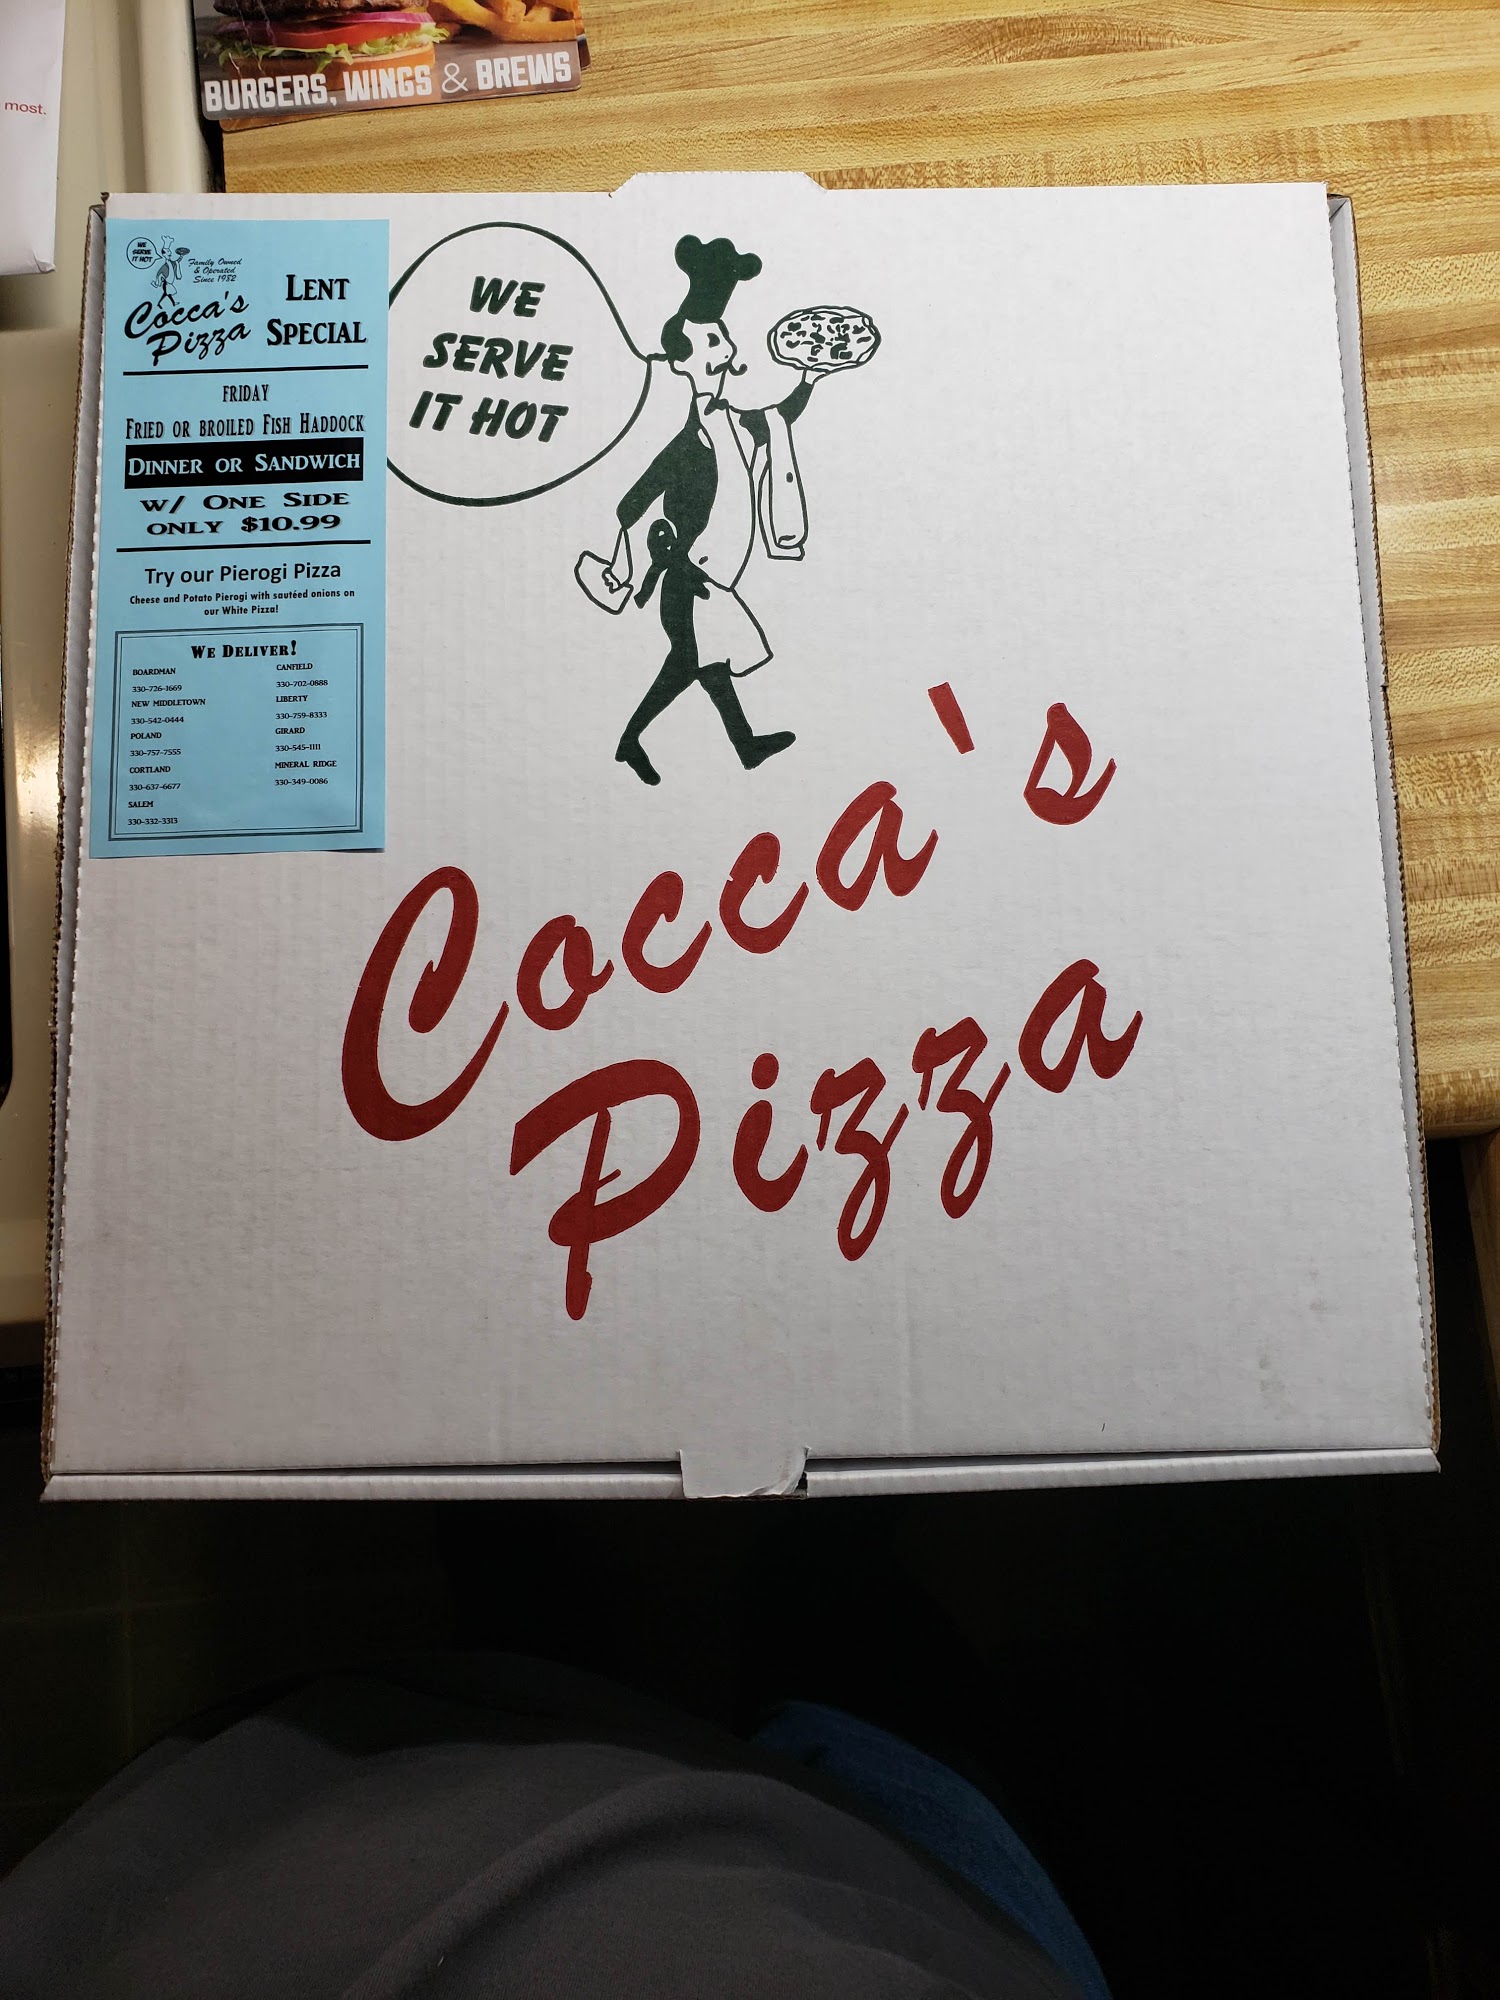 most.
BURGERS, WINGS & BREWS
WE
SERVE
IT HOT
Family Owned
& Operated
Since 1982
Cocca's
Pizza
LENT
SPECIAL
FRIDAY
FRIED OR BROILED FISH HADDOCK
DINNER OR SANDWICH
W/ ONE SIDE
ONLY $10.99
Try our Pierogi Pizza
Cheese and Potato Pierogi with sautéed onions on
our White Pizza!
WE DELIVER!
BOARDMAN
330-726-1669
NEW MIDDLETOWN
330-542-0444
POLAND
330-757-7555
CORTLAND
330-637-6677
SALEM
330-332-3313
CANFIELD
330-702-0888
LIBERTY
330-759-8333
GIRARD
330-545-1111
MINERAL RIDGE
330-349-0086
WE
SERVE
IT HOT
Cocca's
Pizza